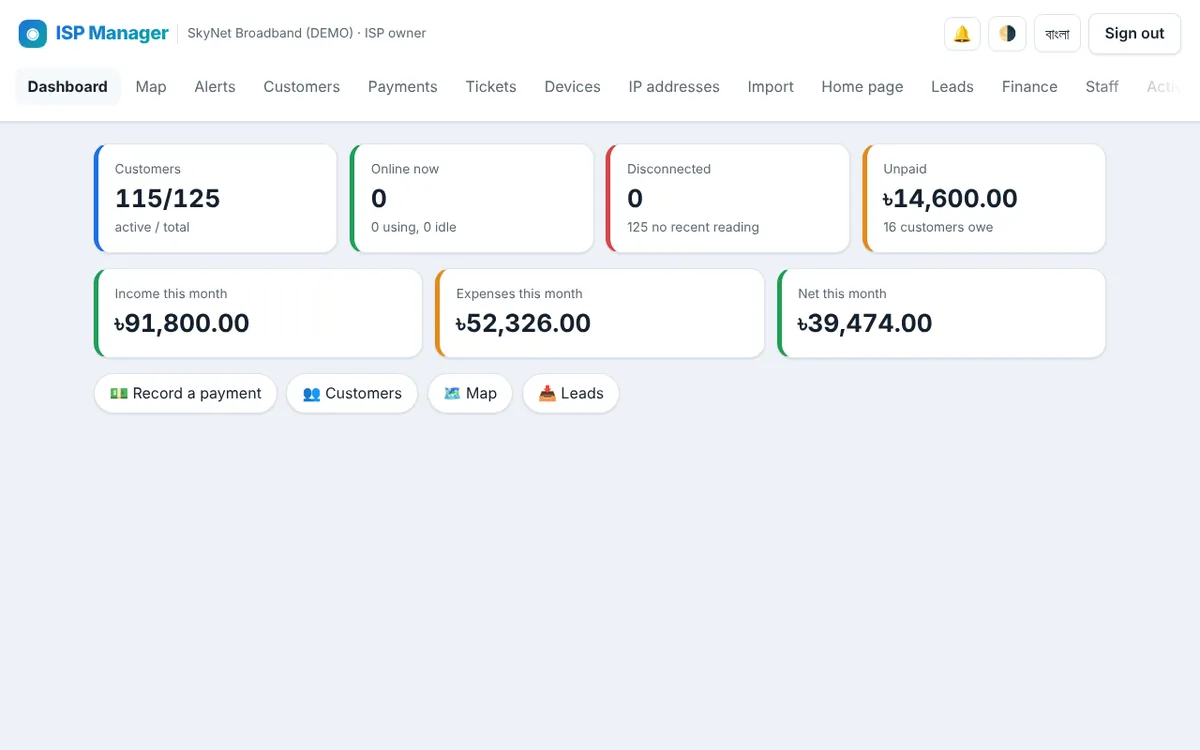 ISP Manager SkyNet Broadband (DEMO) · ISP owner বাংলা Sign out
Dashboard Map Alerts Customers Payments Tickets Devices IP addresses Import Home page Leads Finance Staff
Customers Online now Disconnected Unpaid
115/125 0 0 ৳14,600.00
active / total 0 using, 0 idle 125 no recent reading 16 customers owe
Income this month Expenses this month Net this month
৳91,800.00 ৳52,326.00 ৳39,474.00
Record a payment Customers Map Leads